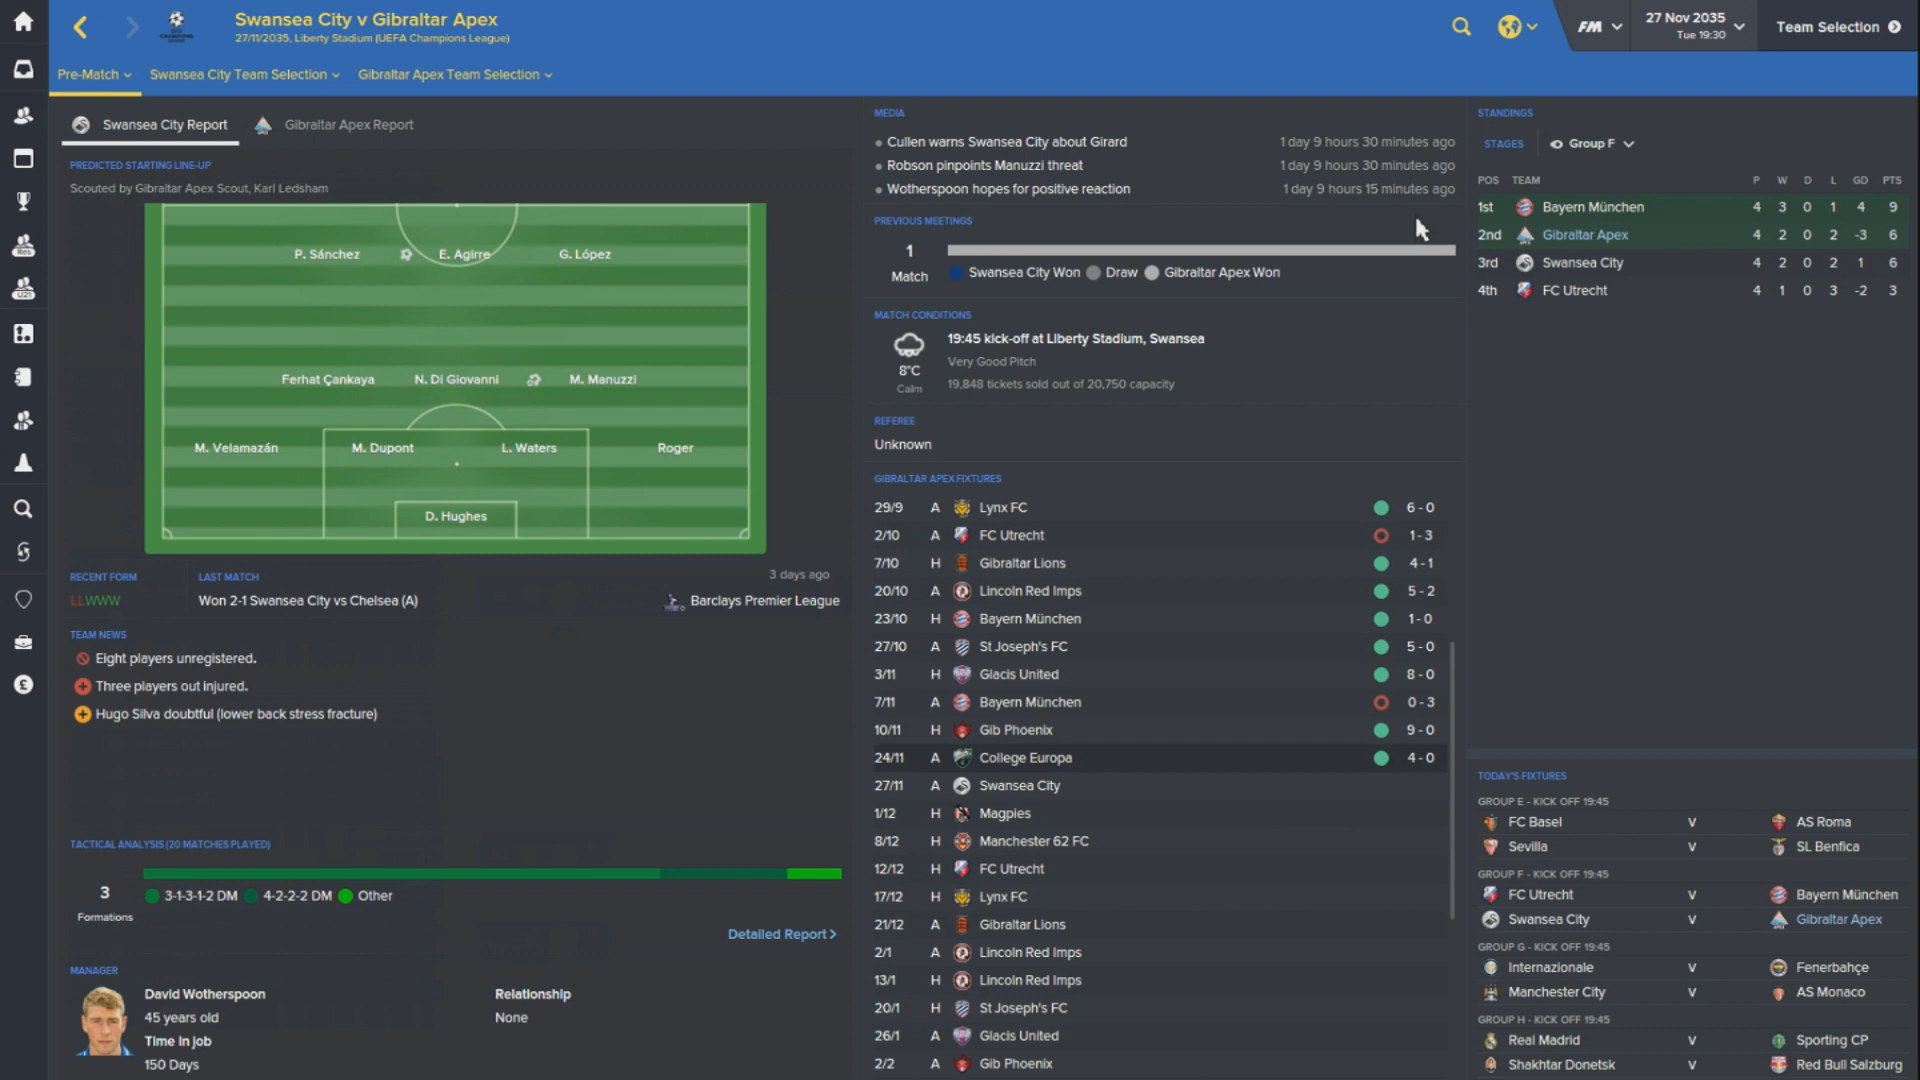 Swansea City v Gibraltar Apex
27/11/2035, Liberty Stadium (UEFA Champions League)
FM
27 Nov 2035
Tue 19:30
Team Selection
Pre-Match
Swansea City Team Selection
Gibraltar Apex Team Selection
Swansea City Report
Gibraltar Apex Report
PREDICTED STARTING LINE-UP
Scouted by Gibraltar Apex Scout, Karl Ledsham
P. Sánchez E. Agirre G. López
Ferhat Çankaya N. Di Giovanni M. Manuzzi
M. Velamazán M. Dupont L. Waters Roger
D. Hughes
RECENT FORM
LLWWW
LAST MATCH
3 days ago
Won 2-1 Swansea City vs Chelsea (A)
Barclays Premier League
TEAM NEWS
Eight players unregistered.
Three players out injured.
Hugo Silva doubtful (lower back stress fracture)
TACTICAL ANALYSIS (20 MATCHES PLAYED)
3
Formations
3-1-3-1-2 DM 4-2-2-2 DM Other
Detailed Report
MANAGER
David Wotherspoon
45 years old
Time in job
150 Days
Relationship
None
MEDIA
Cullen warns Swansea City about Girard 1 day 9 hours 30 minutes ago
Robson pinpoints Manuzzi threat 1 day 9 hours 30 minutes ago
Wotherspoon hopes for positive reaction 1 day 9 hours 15 minutes ago
PREVIOUS MEETINGS
1
Match
Swansea City Won Draw Gibraltar Apex Won
MATCH CONDITIONS
8°C
Calm
19:45 kick-off at Liberty Stadium, Swansea
Very Good Pitch
19,848 tickets sold out of 20,750 capacity
REFEREE
Unknown
GIBRALTAR APEX FIXTURES
29/9 A Lynx FC 6 - 0
2/10 A FC Utrecht 1 - 3
7/10 H Gibraltar Lions 4 - 1
20/10 A Lincoln Red Imps 5 - 2
23/10 H Bayern München 1 - 0
27/10 A St Joseph's FC 5 - 0
3/11 H Glacis United 8 - 0
7/11 A Bayern München 0 - 3
10/11 H Gib Phoenix 9 - 0
24/11 A College Europa 4 - 0
27/11 A Swansea City
1/12 H Magpies
8/12 H Manchester 62 FC
12/12 H FC Utrecht
17/12 H Lynx FC
21/12 A Gibraltar Lions
2/1 A Lincoln Red Imps
13/1 H Lincoln Red Imps
20/1 H St Joseph's FC
26/1 A Glacis United
2/2 A Gib Phoenix
STANDINGS
STAGES Group F
POS TEAM P W D L GD PTS
1st Bayern München 4 3 0 1 4 9
2nd Gibraltar Apex 4 2 0 2 -3 6
3rd Swansea City 4 2 0 2 1 6
4th FC Utrecht 4 1 0 3 -2 3
TODAY'S FIXTURES
GROUP E - KICK OFF 19:45
FC Basel v AS Roma
Sevilla v SL Benfica
GROUP F - KICK OFF 19:45
FC Utrecht v Bayern München
Swansea City v Gibraltar Apex
GROUP G - KICK OFF 19:45
Internazionale v Fenerbahçe
Manchester City v AS Monaco
GROUP H - KICK OFF 19:45
Real Madrid v Sporting CP
Shakhtar Donetsk v Red Bull Salzburg